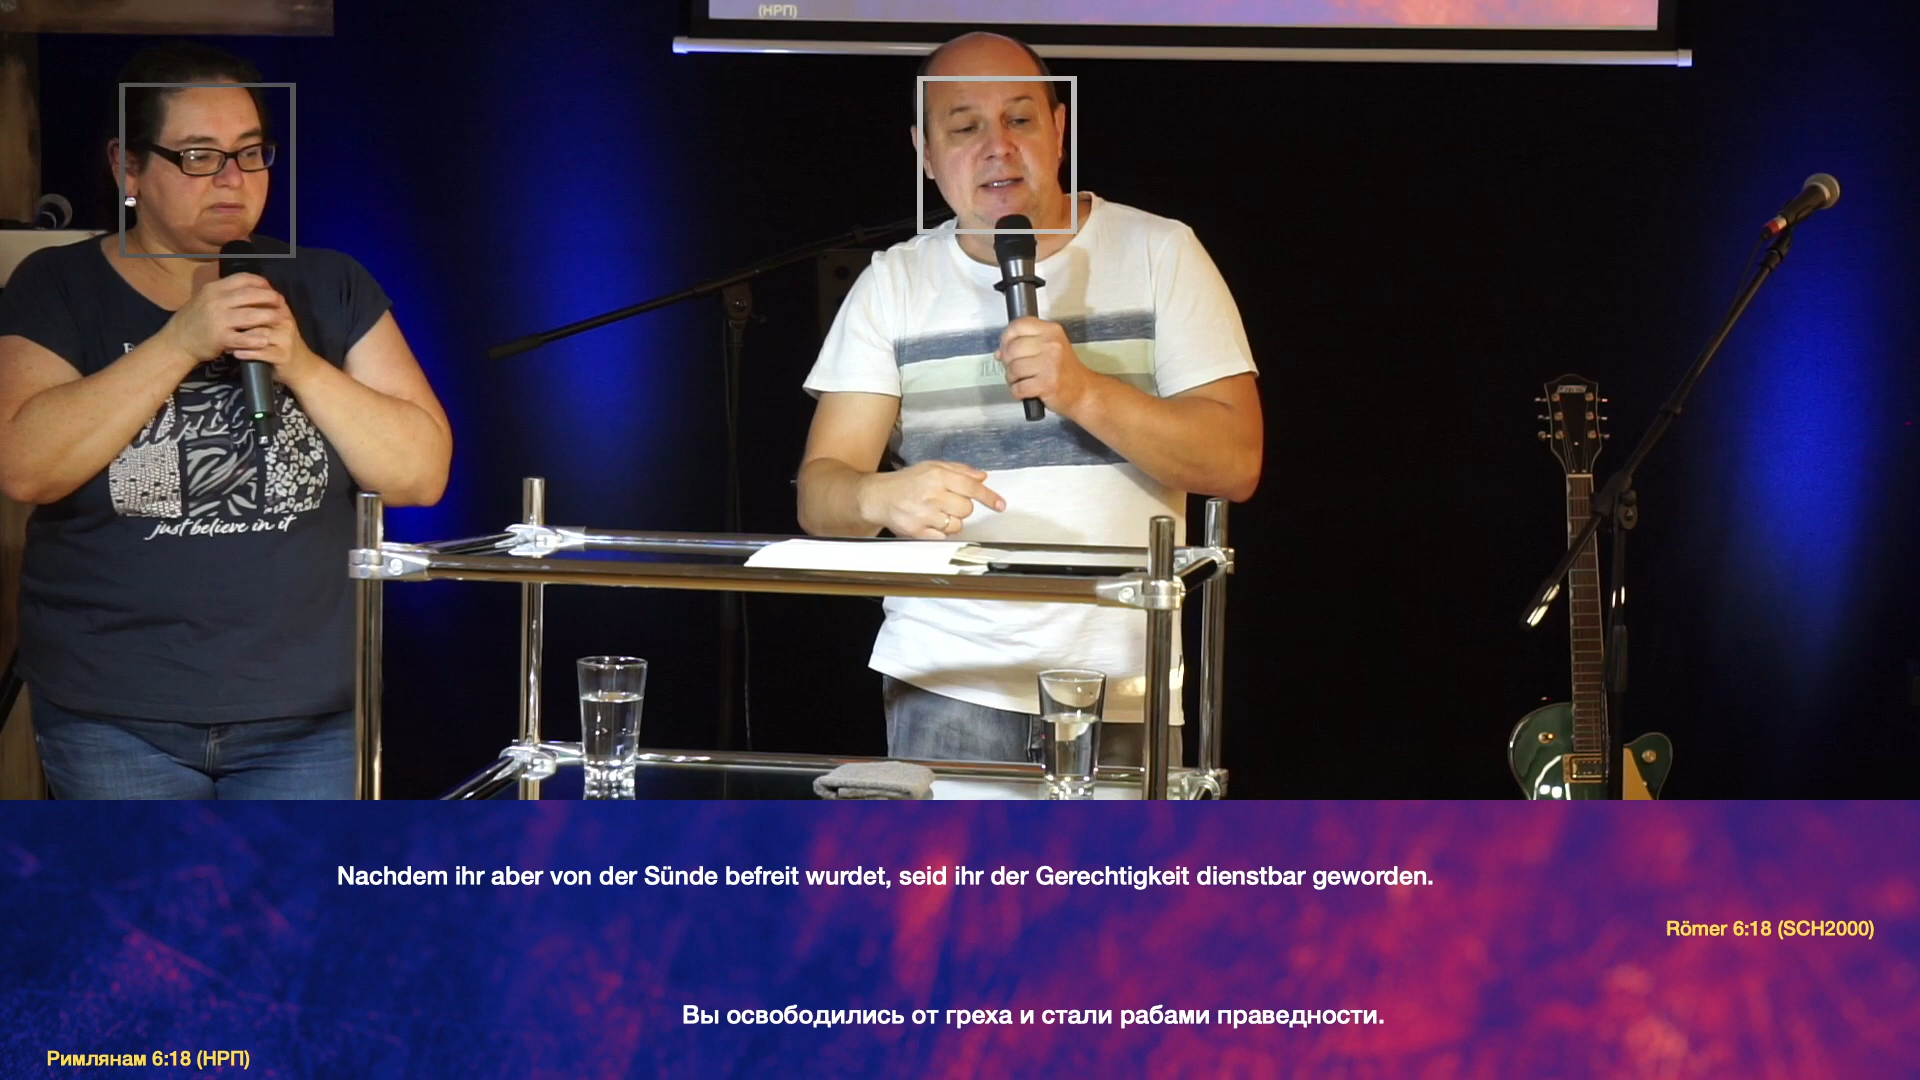 (НРП)
JEANS
just believe in it
Nachdem ihr aber von der Sünde befreit wurdet, seid ihr der Gerechtigkeit dienstbar geworden.
Römer 6:18 (SCH2000)
Вы освободились от греха и стали рабами праведности.
Римлянам 6:18 (НРП)